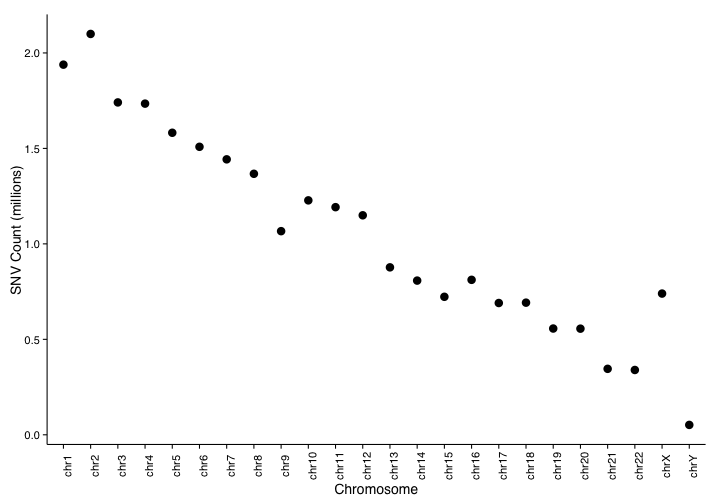 2.0
1.5
1.0
0.5
0.0
SNV Count (millions)
chr1 chr2 chr3 chr4 chr5 chr6 chr7 chr8 chr9 chr10 chr11 chr12 chr13 chr14 chr15 chr16 chr17 chr18 chr19 chr20 chr21 chr22 chrX chrY
Chromosome